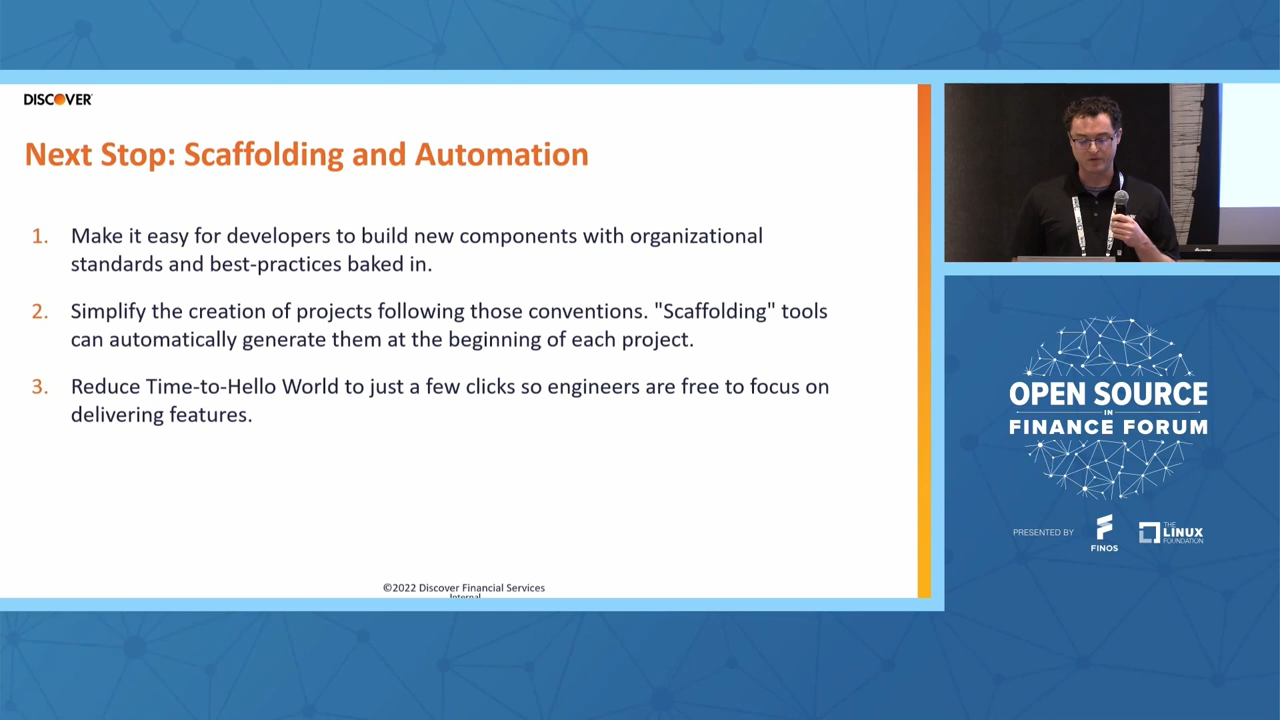 DISCOVER
Next Stop: Scaffolding and Automation
1. Make it easy for developers to build new components with organizational
standards and best-practices baked in.
2. Simplify the creation of projects following those conventions. "Scaffolding" tools
can automatically generate them at the beginning of each project.
3. Reduce Time-to-Hello World to just a few clicks so engineers are free to focus on
delivering features.
©2022 Discover Financial Services
Internal
OPEN SOURCE
IN
FINANCE FORUM
PRESENTED BY
FINOS
THE
LINUX
FOUNDATION